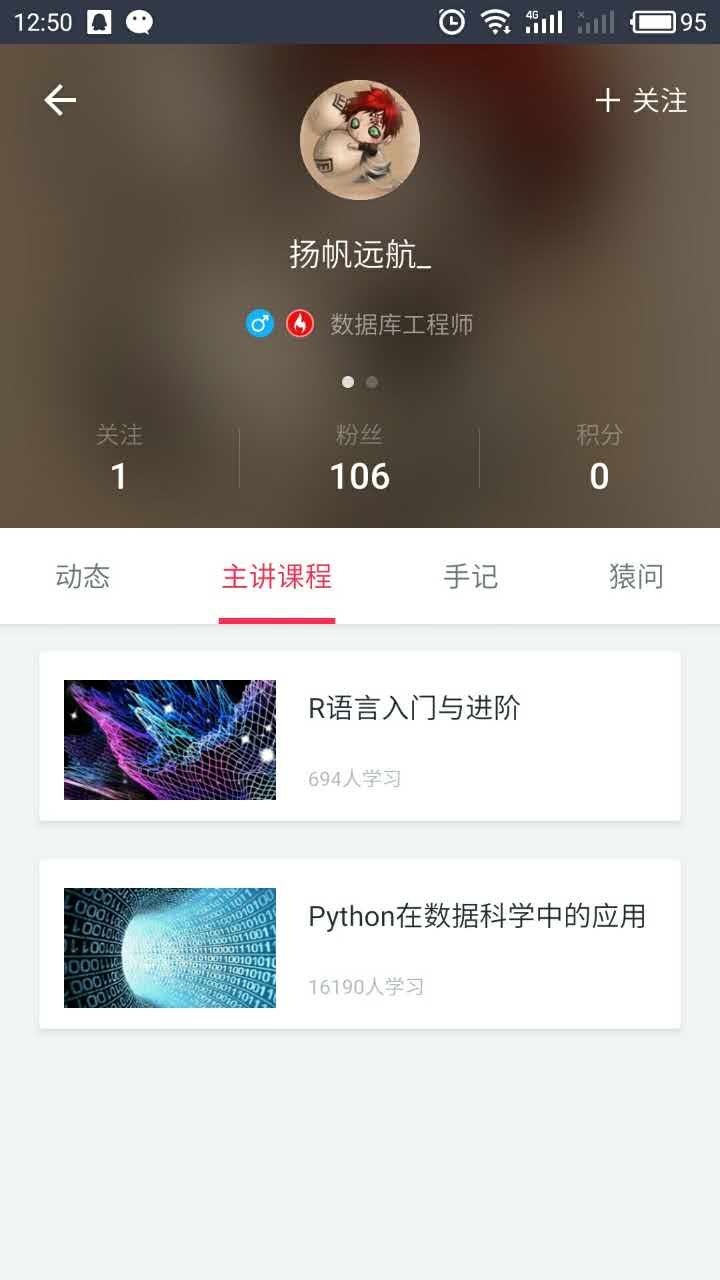 12:50
4G
95
+ 关注
扬帆远航_
数据库工程师
关注
粉丝
积分
1
106
0
动态
主讲课程
手记
猿问
R语言入门与进阶
694人学习
Python在数据科学中的应用
16190人学习